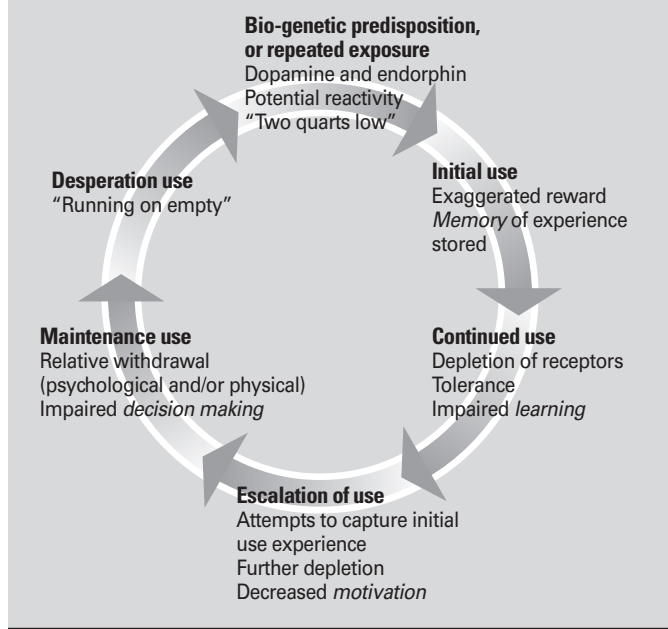 Bio-genetic predisposition,
or repeated exposure
Dopamine and endorphin
Potential reactivity
“Two quarts low”
Initial use
Exaggerated reward
Memory of experience
stored
Continued use
Depletion of receptors
Tolerance
Impaired learning
Escalation of use
Attempts to capture initial
use experience
Further depletion
Decreased motivation
Maintenance use
Relative withdrawal
(psychological and/or physical)
Impaired decision making
Desperation use
“Running on empty”